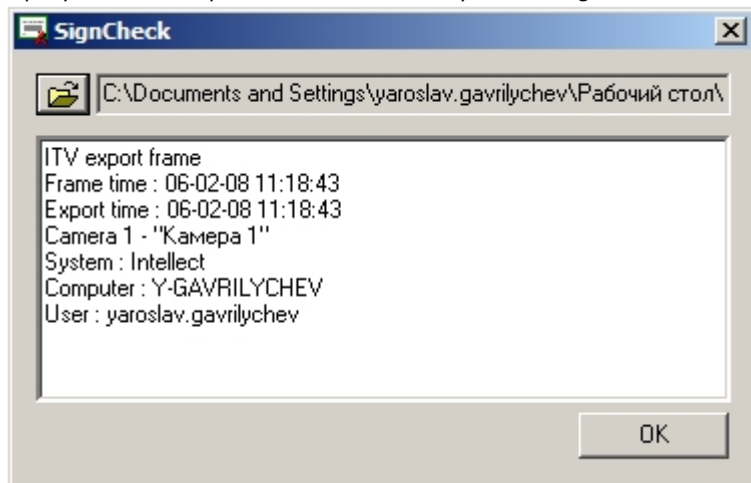 SignCheck
C:\Documents and Settings\yaroslav.gavrilychev\Рабочий стол\
ITV export frame
Frame time : 06-02-08 11:18:43
Export time : 06-02-08 11:18:43
Camera 1 - "Камера 1"
System : Intellect
Computer : Y-GAVRILYCHEV
User : yaroslav.gavrilychev
OK